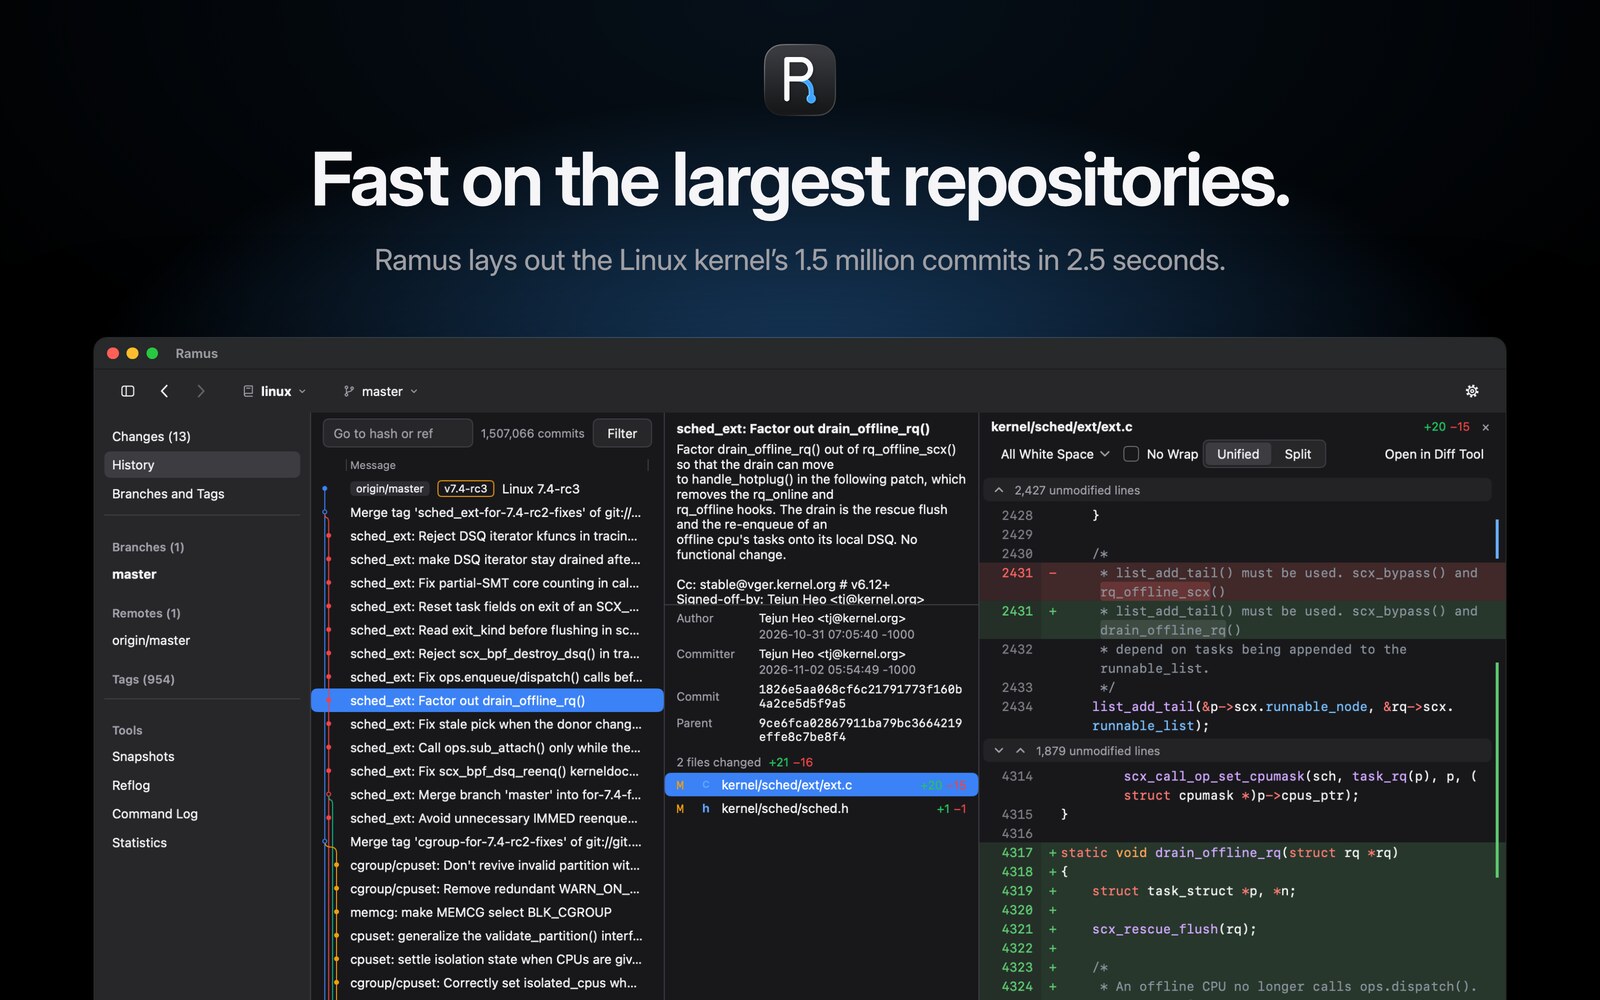 Fast on the largest repositories.
Ramus lays out the Linux kernel’s 1.5 million commits in 2.5 seconds.
Ramus
linux
master
Changes (13)
History
Branches and Tags
Branches (1)
master
Remotes (1)
origin/master
Tags (954)
Tools
Snapshots
Reflog
Command Log
Statistics
Go to hash or ref
1,507,066 commits
Filter
Message
origin/master v7.4-rc3 Linux 7.4-rc3
Merge tag 'sched_ext-for-7.4-rc2-fixes' of git://...
sched_ext: Reject DSQ iterator kfuncs in tracin...
sched_ext: make DSQ iterator stay drained afte...
sched_ext: Fix partial-SMT core counting in cal...
sched_ext: Reset task fields on exit of an SCX_...
sched_ext: Read exit_kind before flushing in sc...
sched_ext: Reject scx_bpf_destroy_dsq() in tra...
sched_ext: Fix ops.enqueue/dispatch() calls bef...
sched_ext: Factor out drain_offline_rq()
sched_ext: Fix stale pick when the donor chang...
sched_ext: Call ops.sub_attach() only while the...
sched_ext: Fix scx_bpf_dsq_reenq() kerneldoc...
sched_ext: Merge branch 'master' into for-7.4-f...
sched_ext: Avoid unnecessary IMMED reenque...
Merge tag 'cgroup-for-7.4-rc2-fixes' of git://git....
cgroup/cpuset: Don't revive invalid partition wit...
cgroup/cpuset: Remove redundant WARN_ON_...
memcg: make MEMCG select BLK_CGROUP
cpuset: generalize the validate_partition() interf...
cpuset: settle isolation state when CPUs are giv...
cgroup/cpuset: Correctly set isolated_cpus wh...
sched_ext: Factor out drain_offline_rq()
Factor drain_offline_rq() out of rq_offline_scx()
so that the drain can move
to handle_hotplug() in the following patch, which
removes the rq_online and
rq_offline hooks. The drain is the rescue flush
and the re-enqueue of an
offline cpu's tasks onto its local DSQ. No
functional change.
Cc: stable@vger.kernel.org # v6.12+
Signed-off-by: Tejun Heo <tj@kernel.org>
Author Tejun Heo <tj@kernel.org>
2026-10-31 07:05:40 -1000
Committer Tejun Heo <tj@kernel.org>
2026-11-02 05:54:49 -1000
Commit 1826e5aa068cf6c21791773f160b
4a2ce5d5f9a5
Parent 9ce6fca02867911ba79bc3664219
effe8c7be8f4
2 files changed +21 −16
M C kernel/sched/ext/ext.c +20 −15
M h kernel/sched/sched.h +1 −1
kernel/sched/ext/ext.c +20 −15 ×
All White Space No Wrap Unified Split Open in Diff Tool
2,427 unmodified lines
2428 }
2429
2430 /*
2431 − * list_add_tail() must be used. scx_bypass() and
rq_offline_scx()
2431 + * list_add_tail() must be used. scx_bypass() and
drain_offline_rq()
2432 * depend on tasks being appended to the
runnable_list.
2433 */
2434 list_add_tail(&p->scx.runnable_node, &rq->scx.
runnable_list);
1,879 unmodified lines
4314 scx_call_op_set_cpumask(sch, task_rq(p), p, (
struct cpumask *)p->cpus_ptr);
4315 }
4316
4317 +static void drain_offline_rq(struct rq *rq)
4318 +{
4319 + struct task_struct *p, *n;
4320 +
4321 + scx_rescue_flush(rq);
4322 +
4323 + /*
4324 + * An offline CPU no longer calls ops.dispatch().